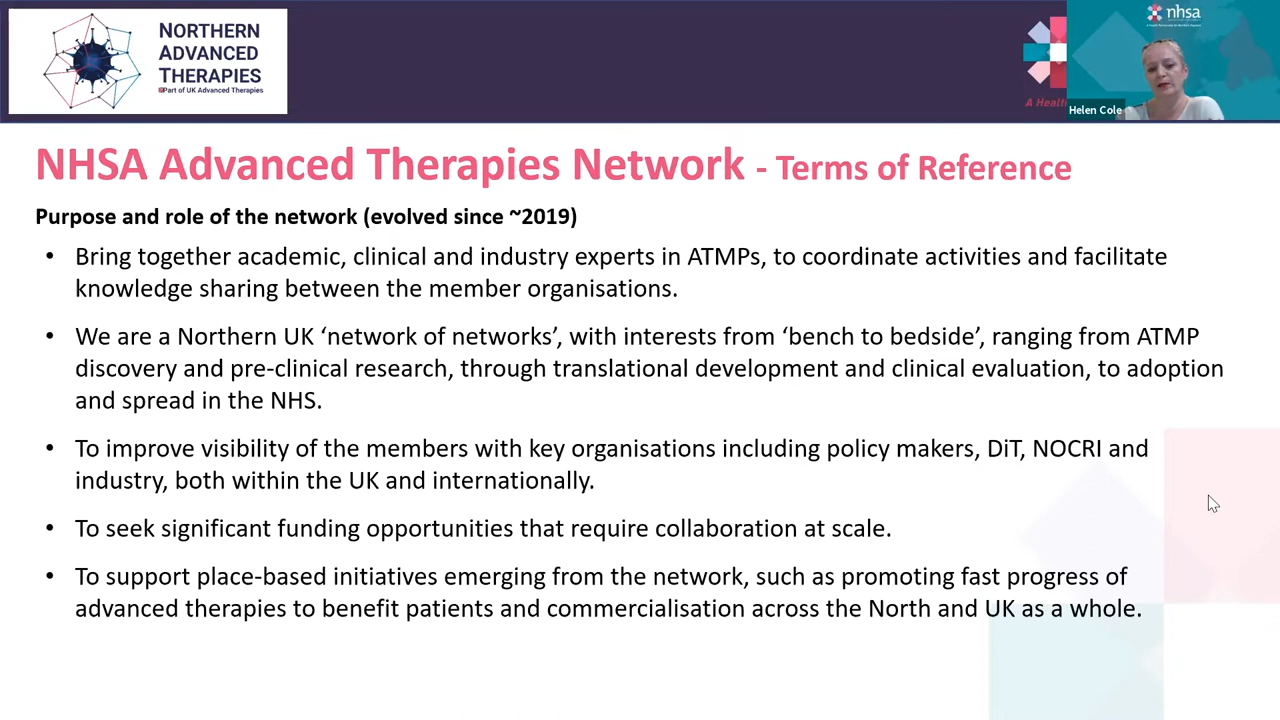 NORTHERN
ADVANCED
THERAPIES
Part of UK Advanced Therapies
A Healt
nhsa
Helen Cole
NHSA Advanced Therapies Network - Terms of Reference
Purpose and role of the network (evolved since ~2019)
• Bring together academic, clinical and industry experts in ATMPs, to coordinate activities and facilitate
knowledge sharing between the member organisations.
• We are a Northern UK ‘network of networks’, with interests from ‘bench to bedside’, ranging from ATMP
discovery and pre-clinical research, through translational development and clinical evaluation, to adoption
and spread in the NHS.
• To improve visibility of the members with key organisations including policy makers, DiT, NOCRI and
industry, both within the UK and internationally.
• To seek significant funding opportunities that require collaboration at scale.
• To support place-based initiatives emerging from the network, such as promoting fast progress of
advanced therapies to benefit patients and commercialisation across the North and UK as a whole.